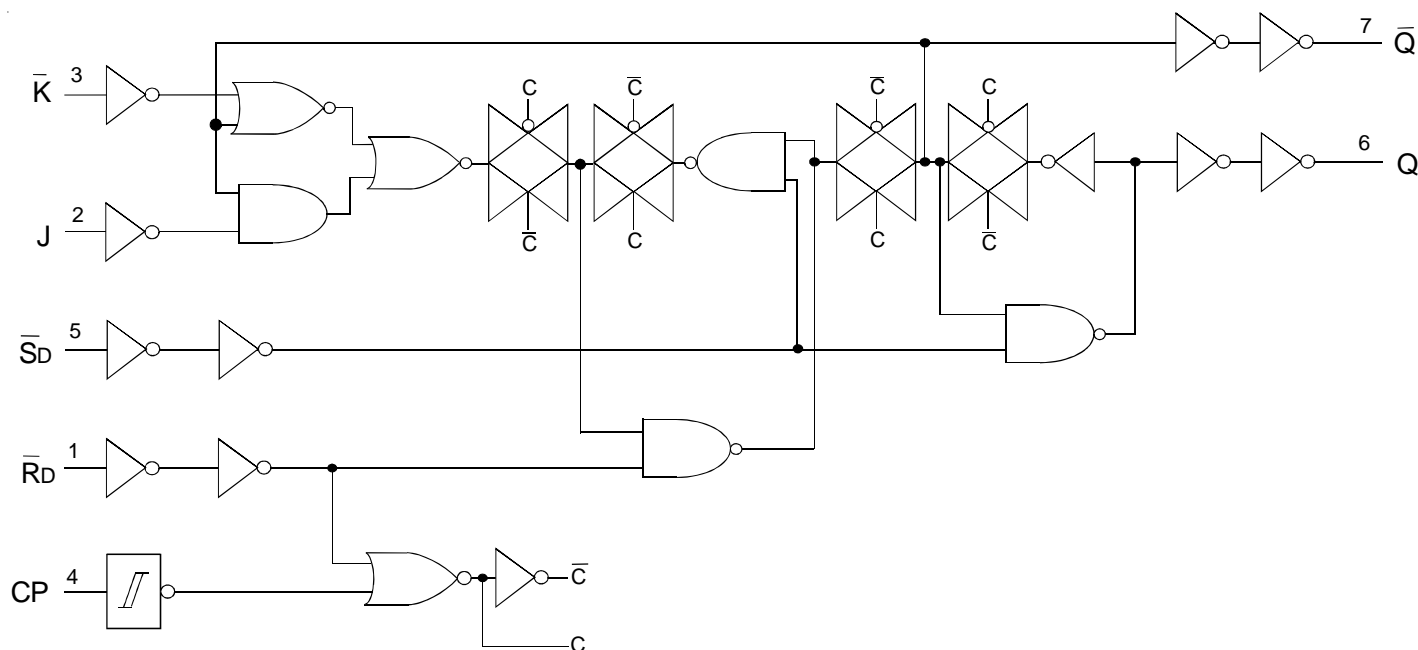 7 Q̅
K̅ 3
C C̅ C̅ C̅
6 Q
J 2
C̅ C C C̅
S̅D 5
R̅D 1
CP 4
C̅
C